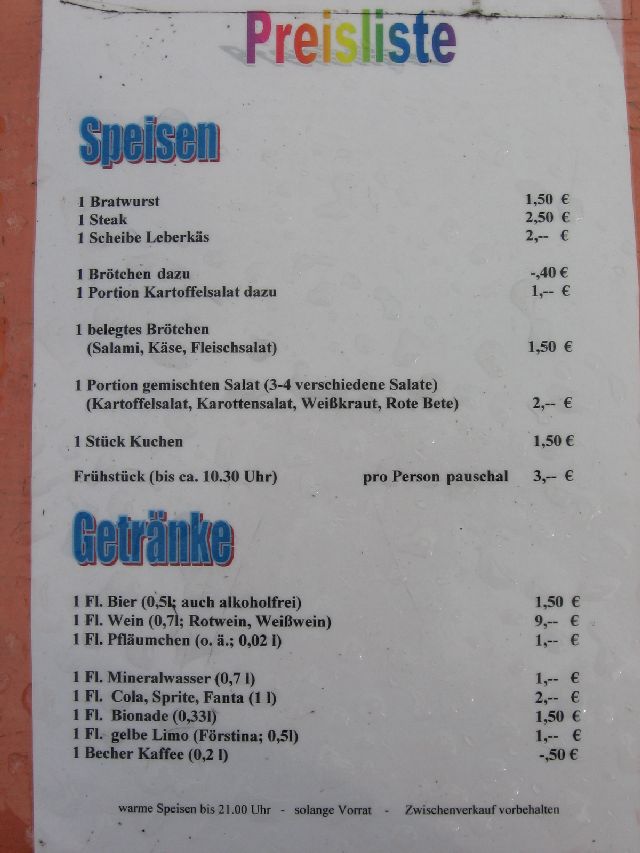 Preisliste
Speisen
1 Bratwurst 1,50 €
1 Steak 2,50 €
1 Scheibe Leberkäs 2,-- €
1 Brötchen dazu -,40 €
1 Portion Kartoffelsalat dazu 1,-- €
1 belegtes Brötchen
(Salami, Käse, Fleischsalat) 1,50 €
1 Portion gemischten Salat (3-4 verschiedene Salate)
(Kartoffelsalat, Karottensalat, Weißkraut, Rote Bete) 2,-- €
1 Stück Kuchen 1,50 €
Frühstück (bis ca. 10.30 Uhr) pro Person pauschal 3,-- €
Getränke
1 Fl. Bier (0,5l; auch alkoholfrei) 1,50 €
1 Fl. Wein (0,7l; Rotwein, Weißwein) 9,-- €
1 Fl. Pfläumchen (o. ä.; 0,02 l) 1,-- €
1 Fl. Mineralwasser (0,7 l) 1,-- €
1 Fl. Cola, Sprite, Fanta (1 l) 2,-- €
1 Fl. Bionade (0,33l) 1,50 €
1 Fl. gelbe Limo (Förstina; 0,5l) 1,-- €
1 Becher Kaffee (0,2 l) -,50 €
warme Speisen bis 21.00 Uhr - solange Vorrat - Zwischenverkauf vorbehalten